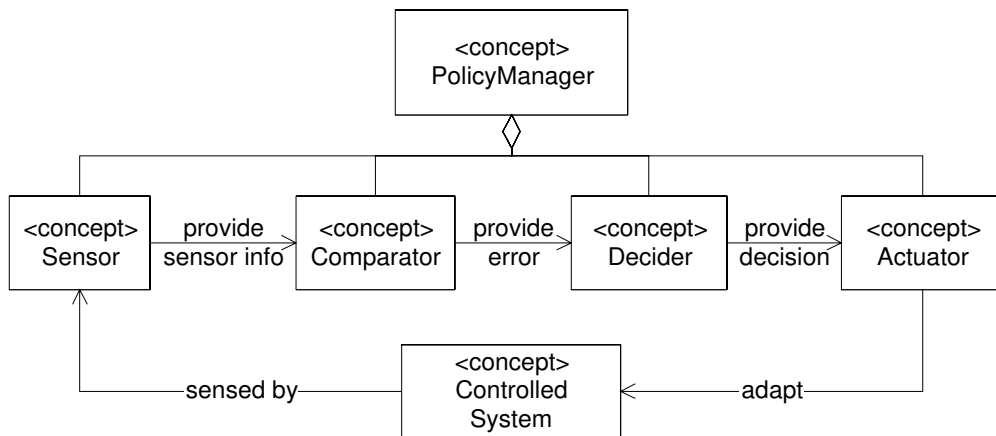 <concept>
PolicyManager
<concept>
Sensor
provide
sensor info
<concept>
Comparator
provide
error
<concept>
Decider
provide
decision
<concept>
Actuator
sensed by
<concept>
Controlled
System
adapt